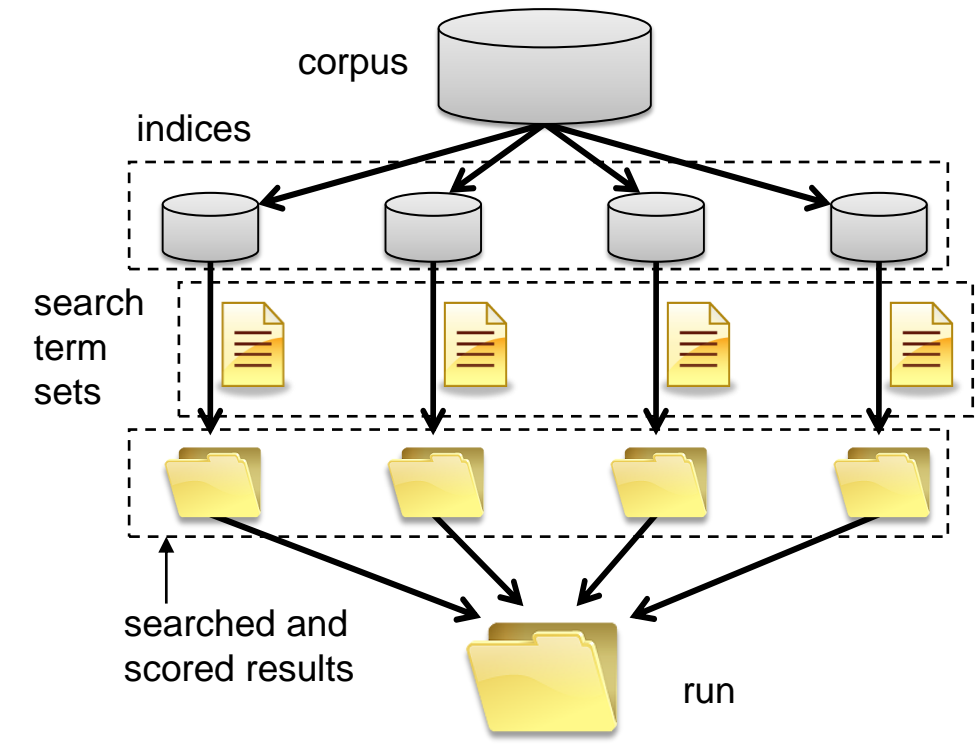 corpus
indices
search
term
sets
searched and
scored results
run